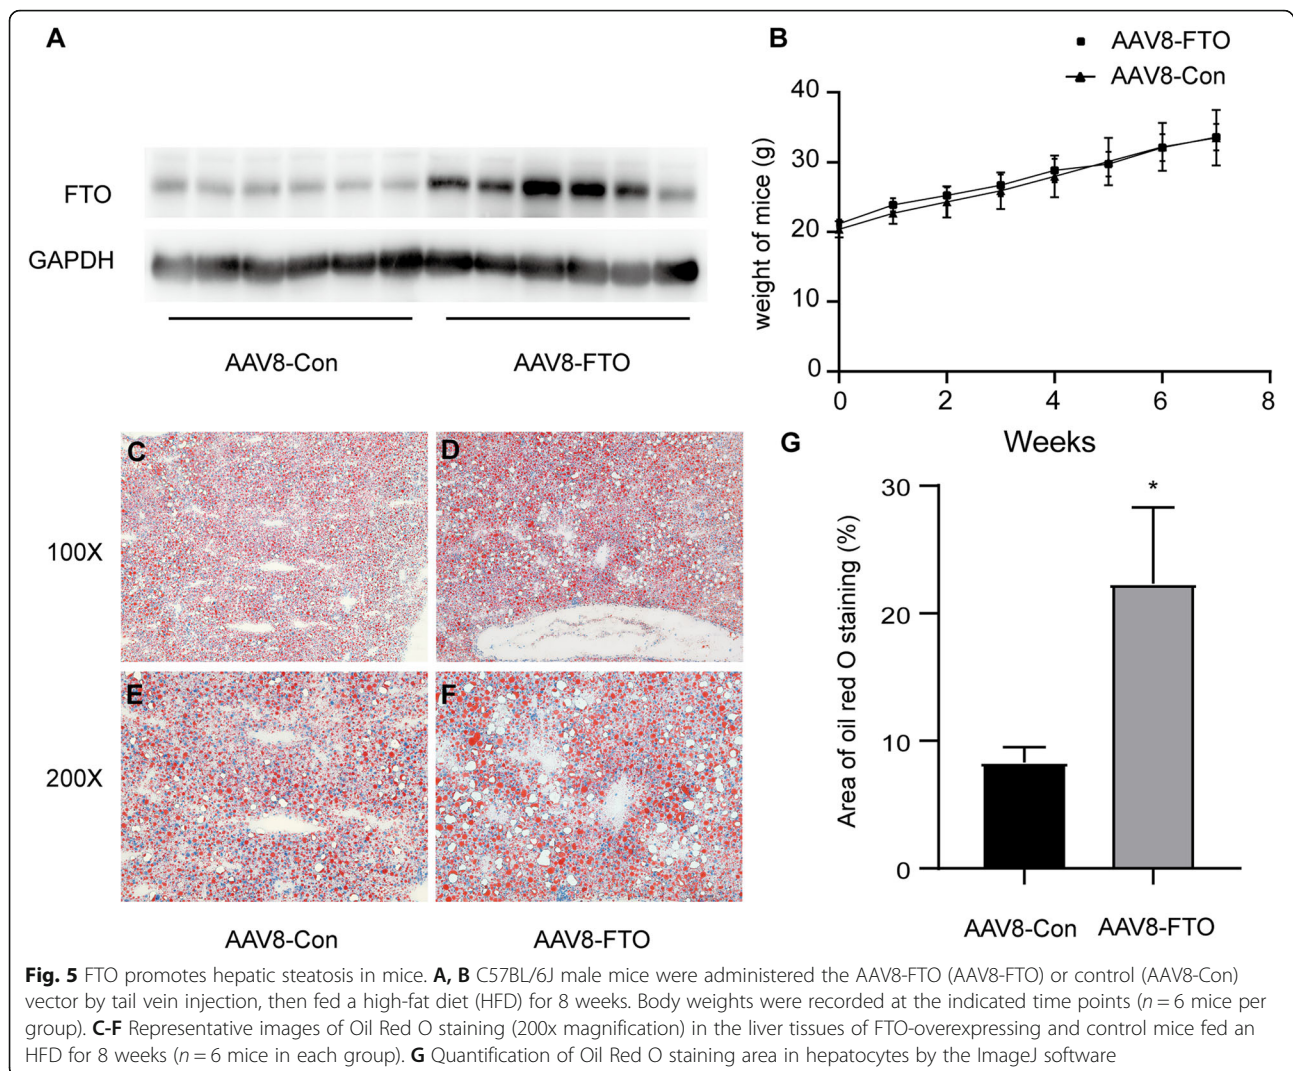 A
FTO
GAPDH
AAV8-Con
AAV8-FTO
B
AAV8-FTO
AAV8-Con
weight of mice (g)
40
30
20
10
0
0
2
4
6
8
Weeks
C
D
100X
E
F
200X
AAV8-Con
AAV8-FTO
G
Area of oil red O staining (%)
30
20
10
0
*
AAV8-Con
AAV8-FTO
Fig. 5 FTO promotes hepatic steatosis in mice. A, B C57BL/6J male mice were administered the AAV8-FTO (AAV8-FTO) or control (AAV8-Con)
vector by tail vein injection, then fed a high-fat diet (HFD) for 8 weeks. Body weights were recorded at the indicated time points (n = 6 mice per
group). C-F Representative images of Oil Red O staining (200x magnification) in the liver tissues of FTO-overexpressing and control mice fed an
HFD for 8 weeks (n = 6 mice in each group). G Quantification of Oil Red O staining area in hepatocytes by the ImageJ software